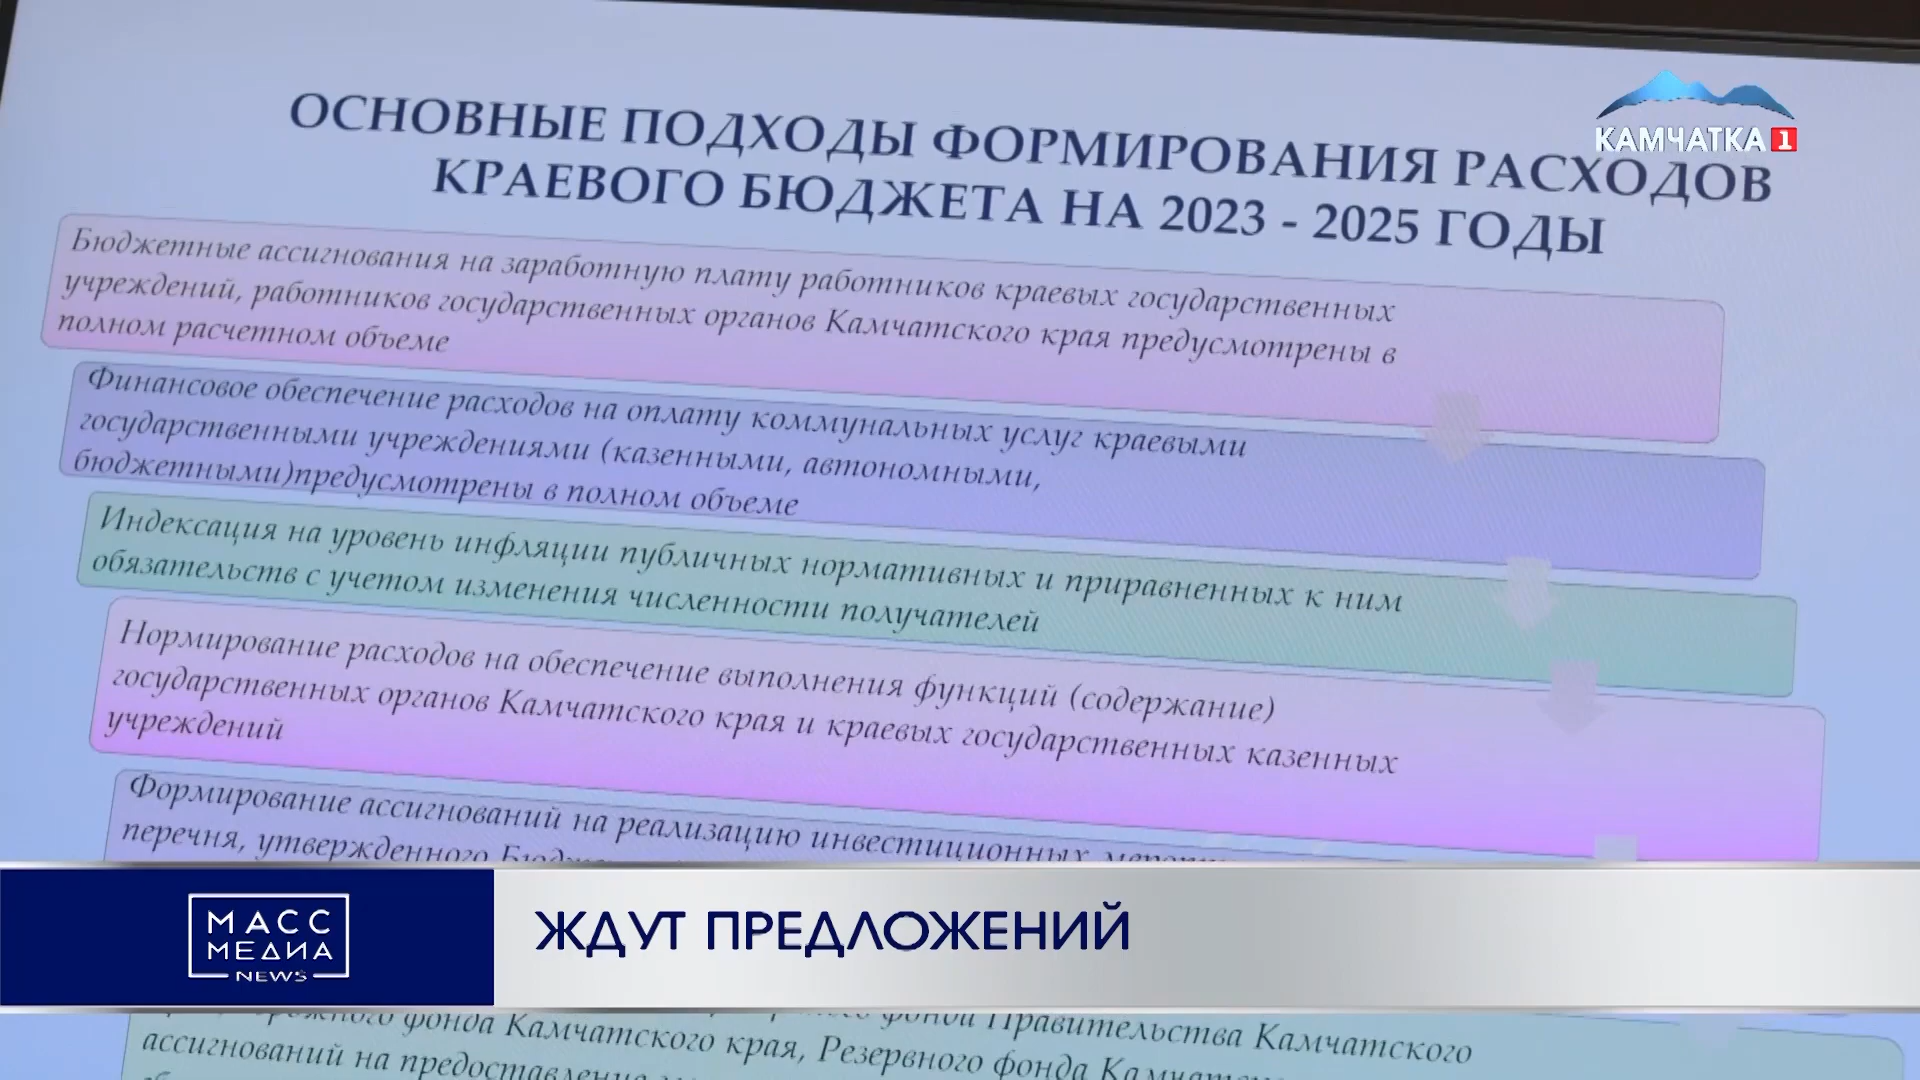 КАМЧАТКА 1
ОСНОВНЫЕ ПОДХОДЫ ФОРМИРОВАНИЯ РАСХОДОВ
КРАЕВОГО БЮДЖЕТА НА 2023 - 2025 ГОДЫ
Бюджетные ассигнования на заработную плату работников краевых государственных
учреждений, работников государственных органов Камчатского края предусмотрены в
полном расчетном объеме
Финансовое обеспечение расходов на оплату коммунальных услуг краевыми
государственными учреждениями (казенными, автономными,
бюджетными)предусмотрены в полном объеме
Индексация на уровень инфляции публичных нормативных и приравненных к ним
обязательств с учетом изменения численности получателей
Нормирование расходов на обеспечение выполнения функций (содержание)
государственных органов Камчатского края и краевых государственных казенных
учреждений
Формирование ассигнований на реализацию инвестиционных
перечня, утвержденного
МАСС
МЕДИА
NEWS
ЖДУТ ПРЕДЛОЖЕНИЙ
фонда Камчатского края, Резервного фонда Правительства Камчатского
ассигнований на